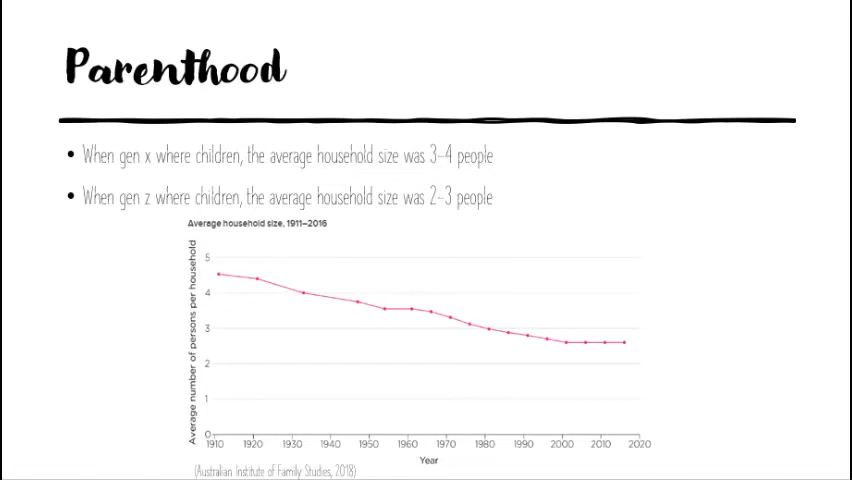 Parenthood
When gen x where children, the average household size was 3-4 people
When gen z where children, the average household size was 2-3 people
Average household size, 1911–2016
Average number of persons per household
5
4
3
2
1
0
1910 1920 1930 1940 1950 1960 1970 1980 1990 2000 2010 2020
Year
(Australian Institute of Family Studies, 2018)